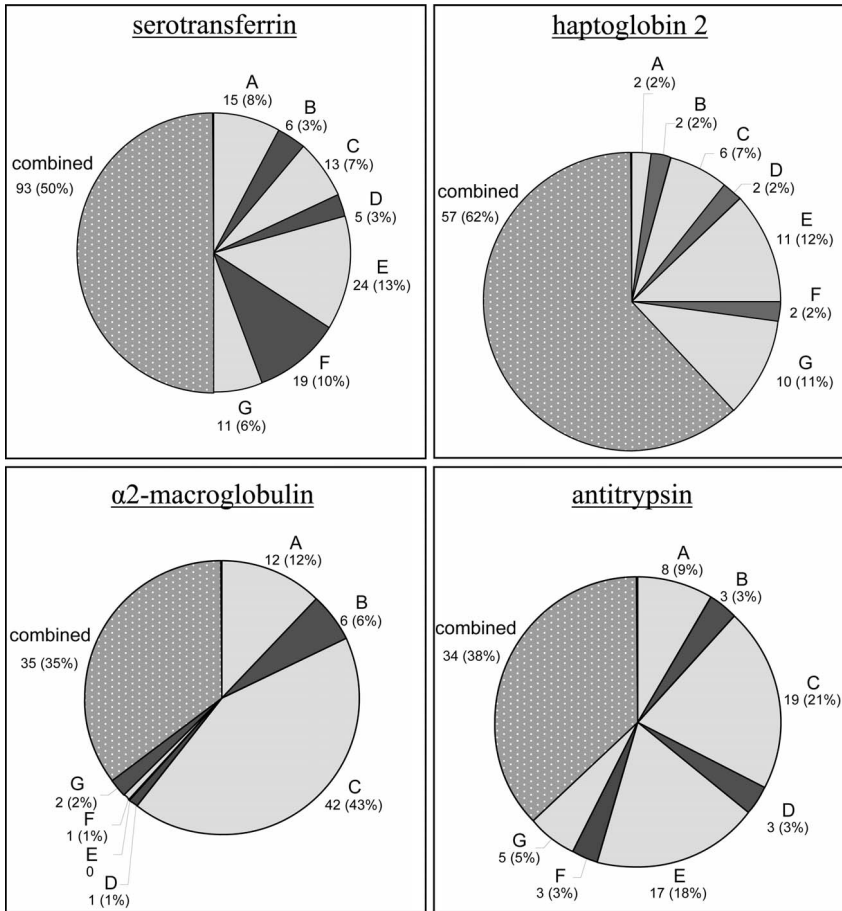 serotransferrin
A
15 (8%)
B
6 (3%)
C
13 (7%)
D
5 (3%)
E
24 (13%)
F
19 (10%)
G
11 (6%)
combined
93 (50%)
haptoglobin 2
A
2 (2%)
B
2 (2%)
C
6 (7%)
D
2 (2%)
E
11 (12%)
F
2 (2%)
G
10 (11%)
combined
57 (62%)
α2-macroglobulin
A
12 (12%)
B
6 (6%)
C
42 (43%)
D
1 (1%)
E
0
F
1 (1%)
G
2 (2%)
combined
35 (35%)
antitrypsin
A
8 (9%)
B
3 (3%)
C
19 (21%)
D
3 (3%)
E
17 (18%)
F
3 (3%)
G
5 (5%)
combined
34 (38%)